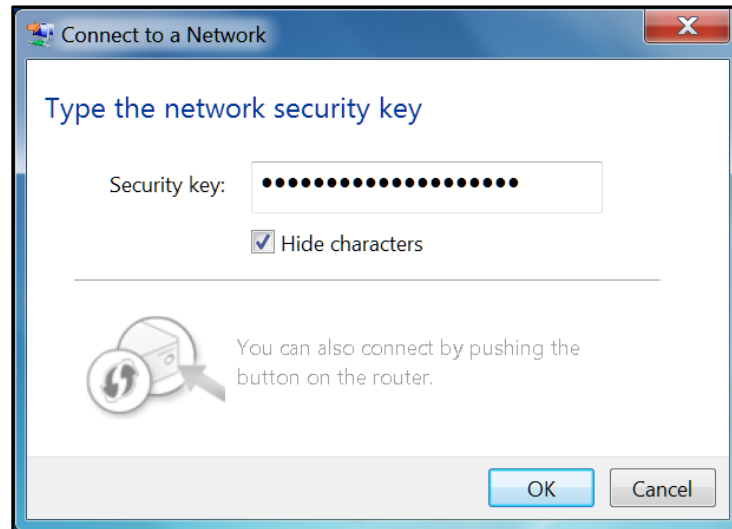 Connect to a Network
Type the network security key
Security key: ••••••••••••••••••••
Hide characters
You can also connect by pushing the
button on the router.
OK Cancel